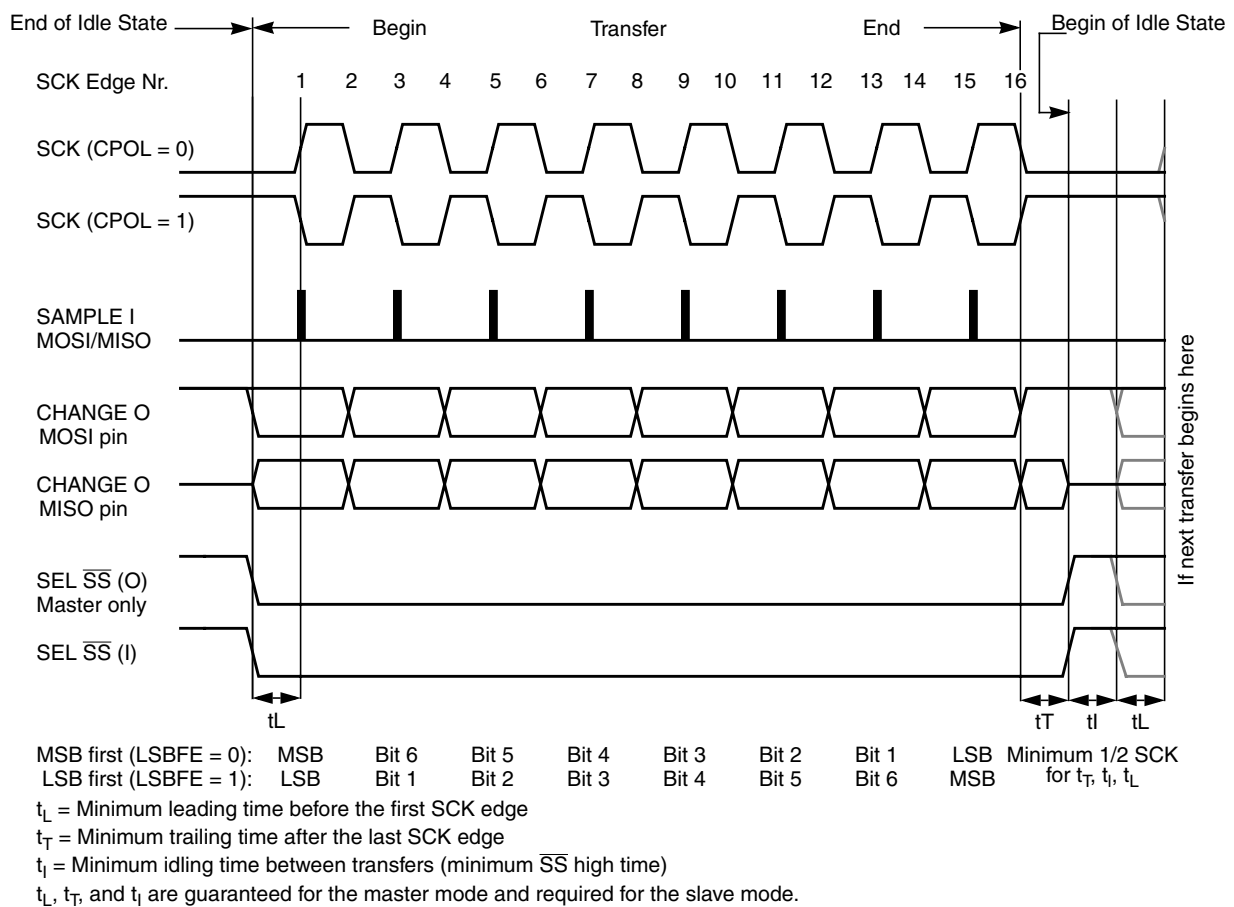 End of Idle State Begin Transfer End Begin of Idle State
SCK Edge Nr. 1 2 3 4 5 6 7 8 9 10 11 12 13 14 15 16
SCK (CPOL = 0)
SCK (CPOL = 1)
SAMPLE I
MOSI/MISO
CHANGE O
MOSI pin
CHANGE O
MISO pin
SEL S̅S̅ (O)
Master only
SEL S̅S̅ (I)
If next transfer begins here
tL tT tI tL
MSB first (LSBFE = 0): MSB Bit 6 Bit 5 Bit 4 Bit 3 Bit 2 Bit 1 LSB Minimum 1/2 SCK
LSB first (LSBFE = 1): LSB Bit 1 Bit 2 Bit 3 Bit 4 Bit 5 Bit 6 MSB for tT, tI, tL
tL = Minimum leading time before the first SCK edge
tT = Minimum trailing time after the last SCK edge
tI = Minimum idling time between transfers (minimum S̅S̅ high time)
tL, tT, and tI are guaranteed for the master mode and required for the slave mode.